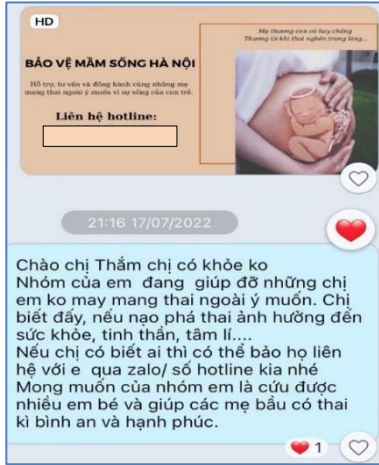 HD
Mẹ thương con có hay chăng
Thương từ khi thai nghén trong lòng...
BẢO VỆ MẦM SỐNG HÀ NỘI
Hỗ trợ, tư vấn và đồng hành cùng những mẹ
mang thai ngoài ý muốn vì sự sống của con trẻ.
Liên hệ hotline:
21:16 17/07/2022
Chào chị Thắm chị có khỏe ko
Nhóm của em đang giúp đỡ những chị
em ko may mang thai ngoài ý muốn. Chị
biết đấy, nếu nạo phá thai ảnh hưởng đến
sức khỏe, tinh thần, tâm lí....
Nếu chị có biết ai thì có thể bảo họ liên
hệ với e qua zalo/ số hotline kia nhé
Mong muốn của nhóm em là cứu được
nhiều em bé và giúp các mẹ bầu có thai
kì bình an và hạnh phúc.
1